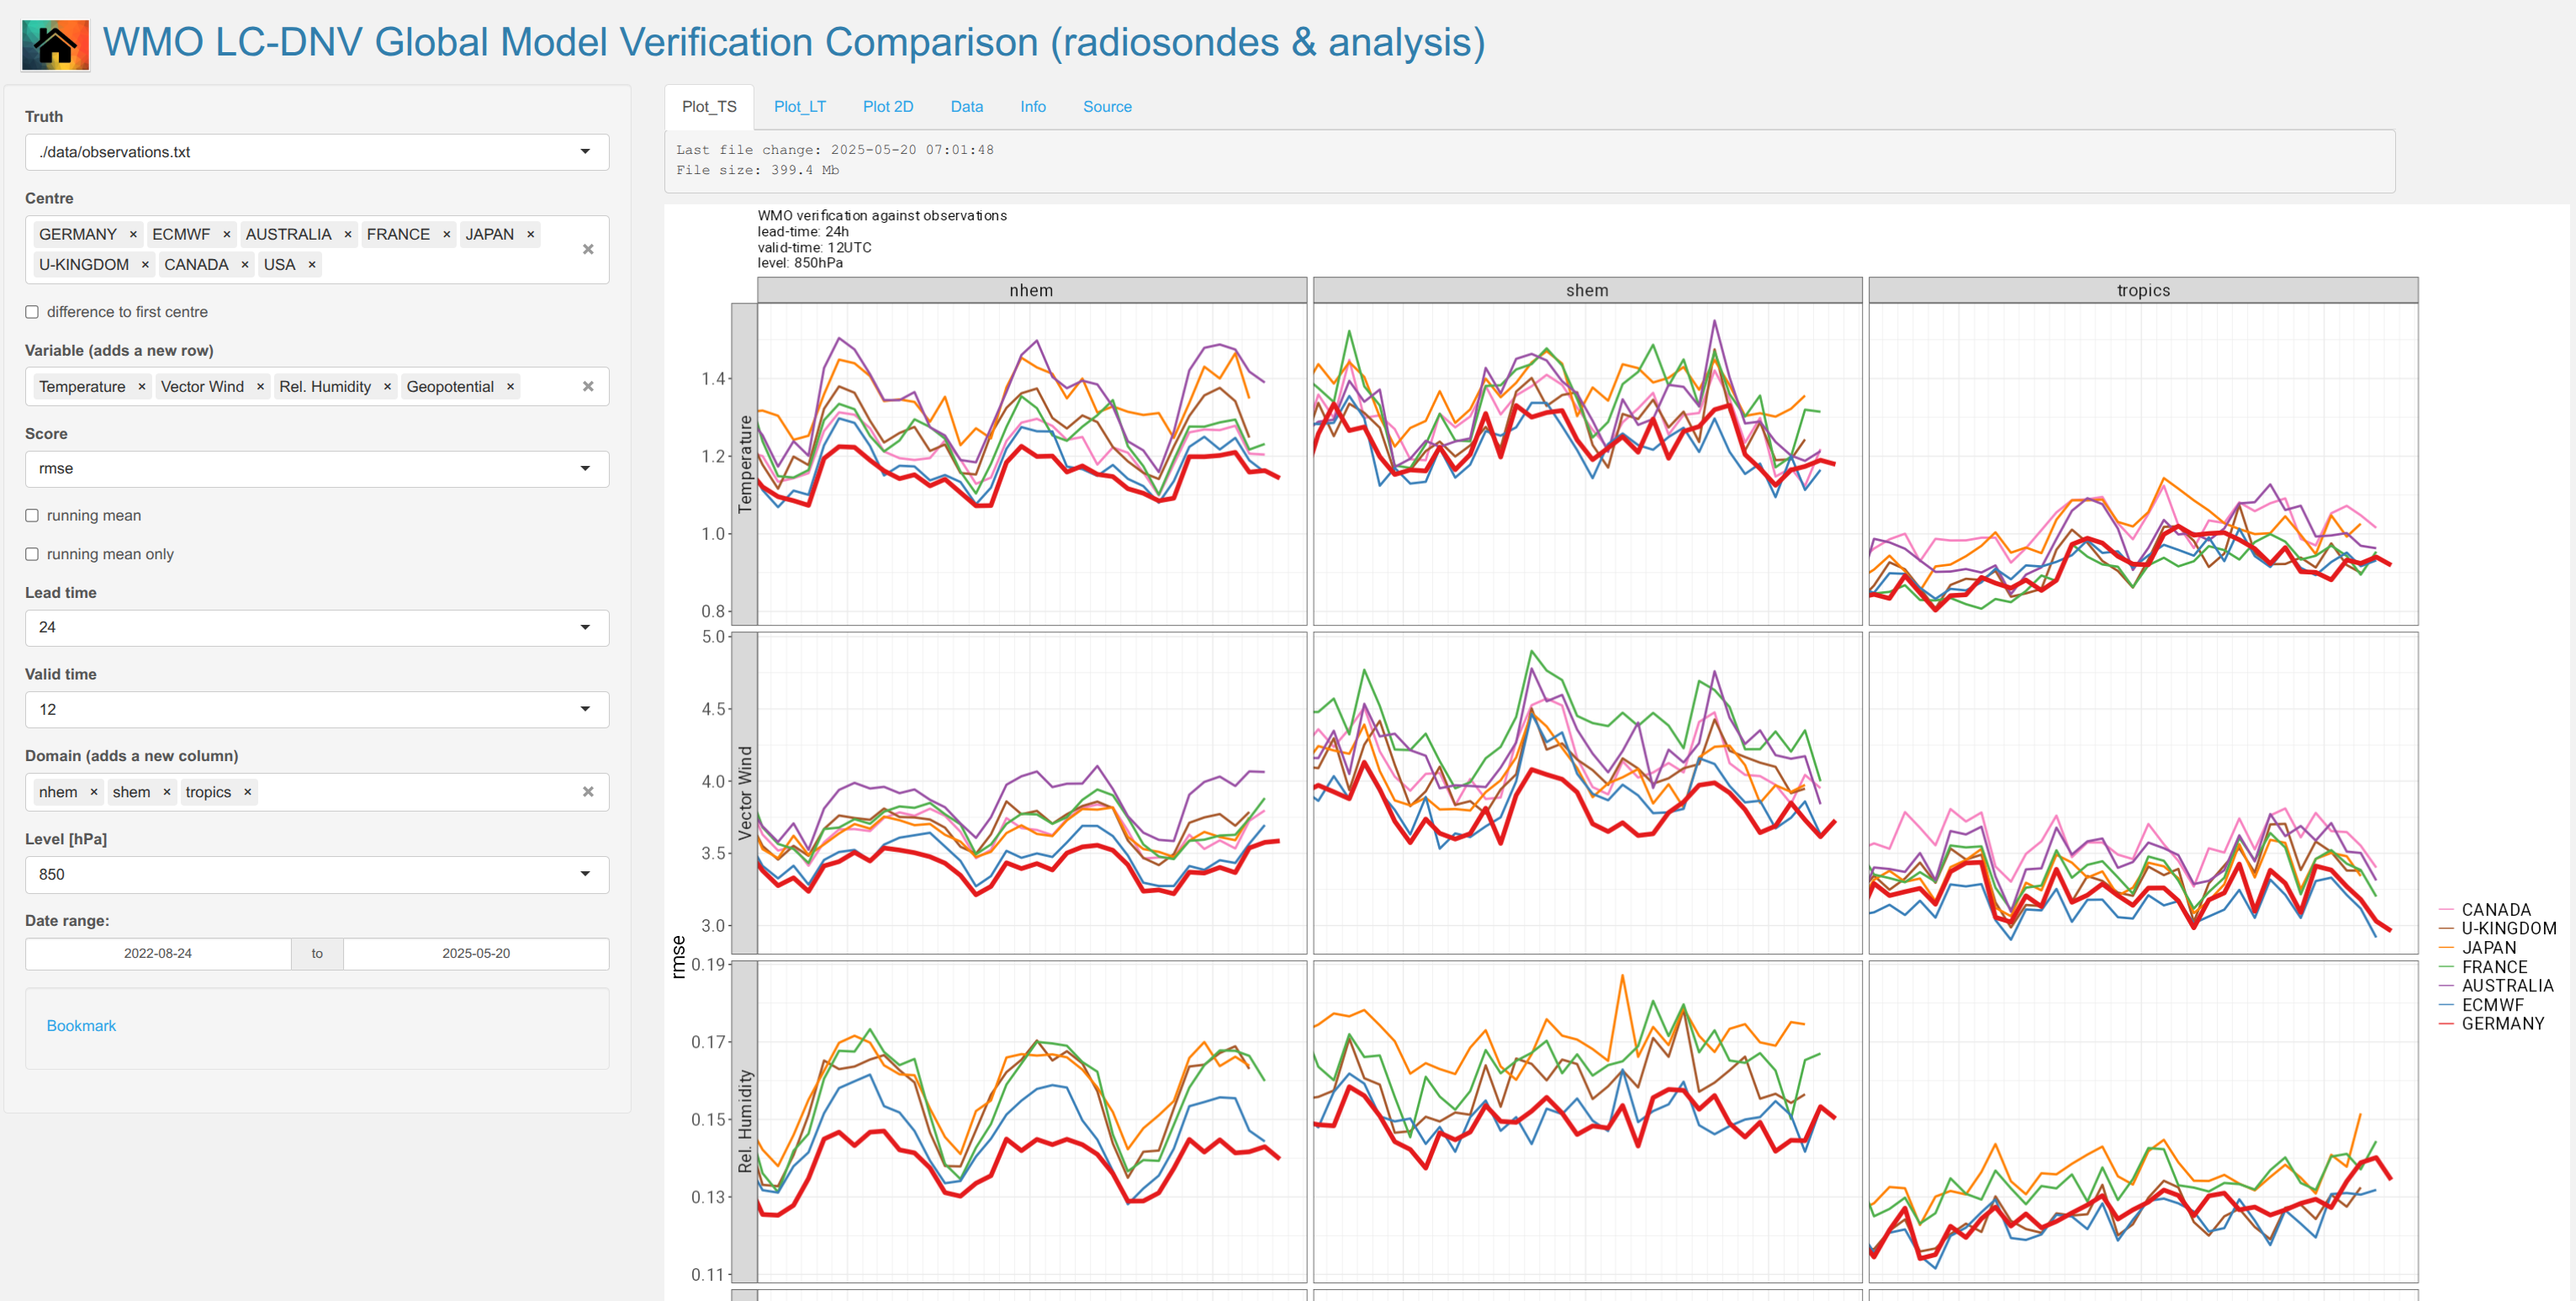 WMO LC-DNV Global Model Verification Comparison (radiosondes & analysis)
Truth
./data/observations.txt
Centre
GERMANY × ECMWF × AUSTRALIA × FRANCE × JAPAN ×
U-KINGDOM × CANADA × USA ×
difference to first centre
Variable (adds a new row)
Temperature × Vector Wind × Rel. Humidity × Geopotential ×
Score
rmse
running mean
running mean only
Lead time
24
Valid time
12
Domain (adds a new column)
nhem × shem × tropics ×
Level [hPa]
850
Date range:
2022-08-24 to 2025-05-20
Bookmark
Plot_TS Plot_LT Plot 2D Data Info Source
Last file change: 2025-05-20 07:01:48
File size: 399.4 Mb
WMO verification against observations
lead-time: 24h
valid-time: 12UTC
level: 850hPa
nhem shem tropics
rmse
Temperature
1.4
1.2
1.0
0.8
Vector Wind
5.0
4.5
4.0
3.5
3.0
Rel. Humidity
0.19
0.17
0.15
0.13
0.11
CANADA
U-KINGDOM
JAPAN
FRANCE
AUSTRALIA
ECMWF
GERMANY